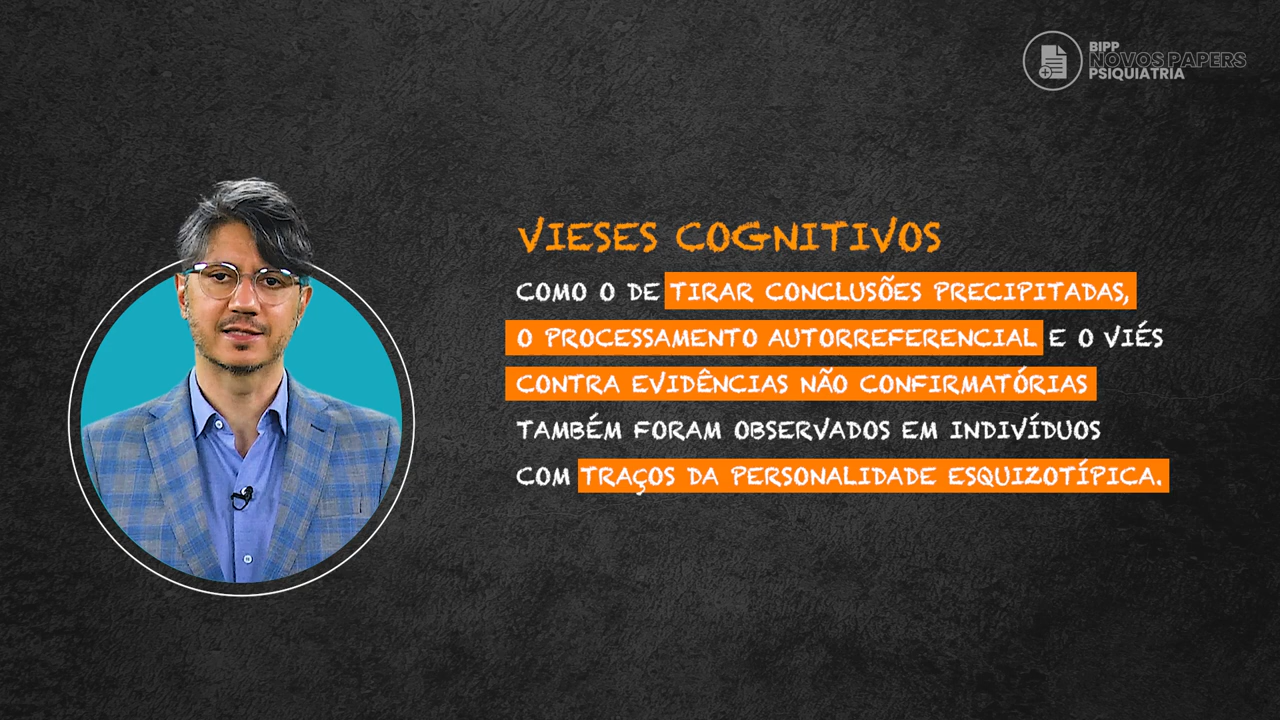 BIPP
NOVOS PAPERS
PSIQUIATRIA
VIESES COGNITIVOS
COMO O DE TIRAR CONCLUSÕES PRECIPITADAS,
O PROCESSAMENTO AUTORREFERENCIAL E O VIÉS
CONTRA EVIDÊNCIAS NÃO CONFIRMATÓRIAS
TAMBÉM FORAM OBSERVADOS EM INDIVÍDUOS
COM TRAÇOS DA PERSONALIDADE ESQUIZOTÍPICA.